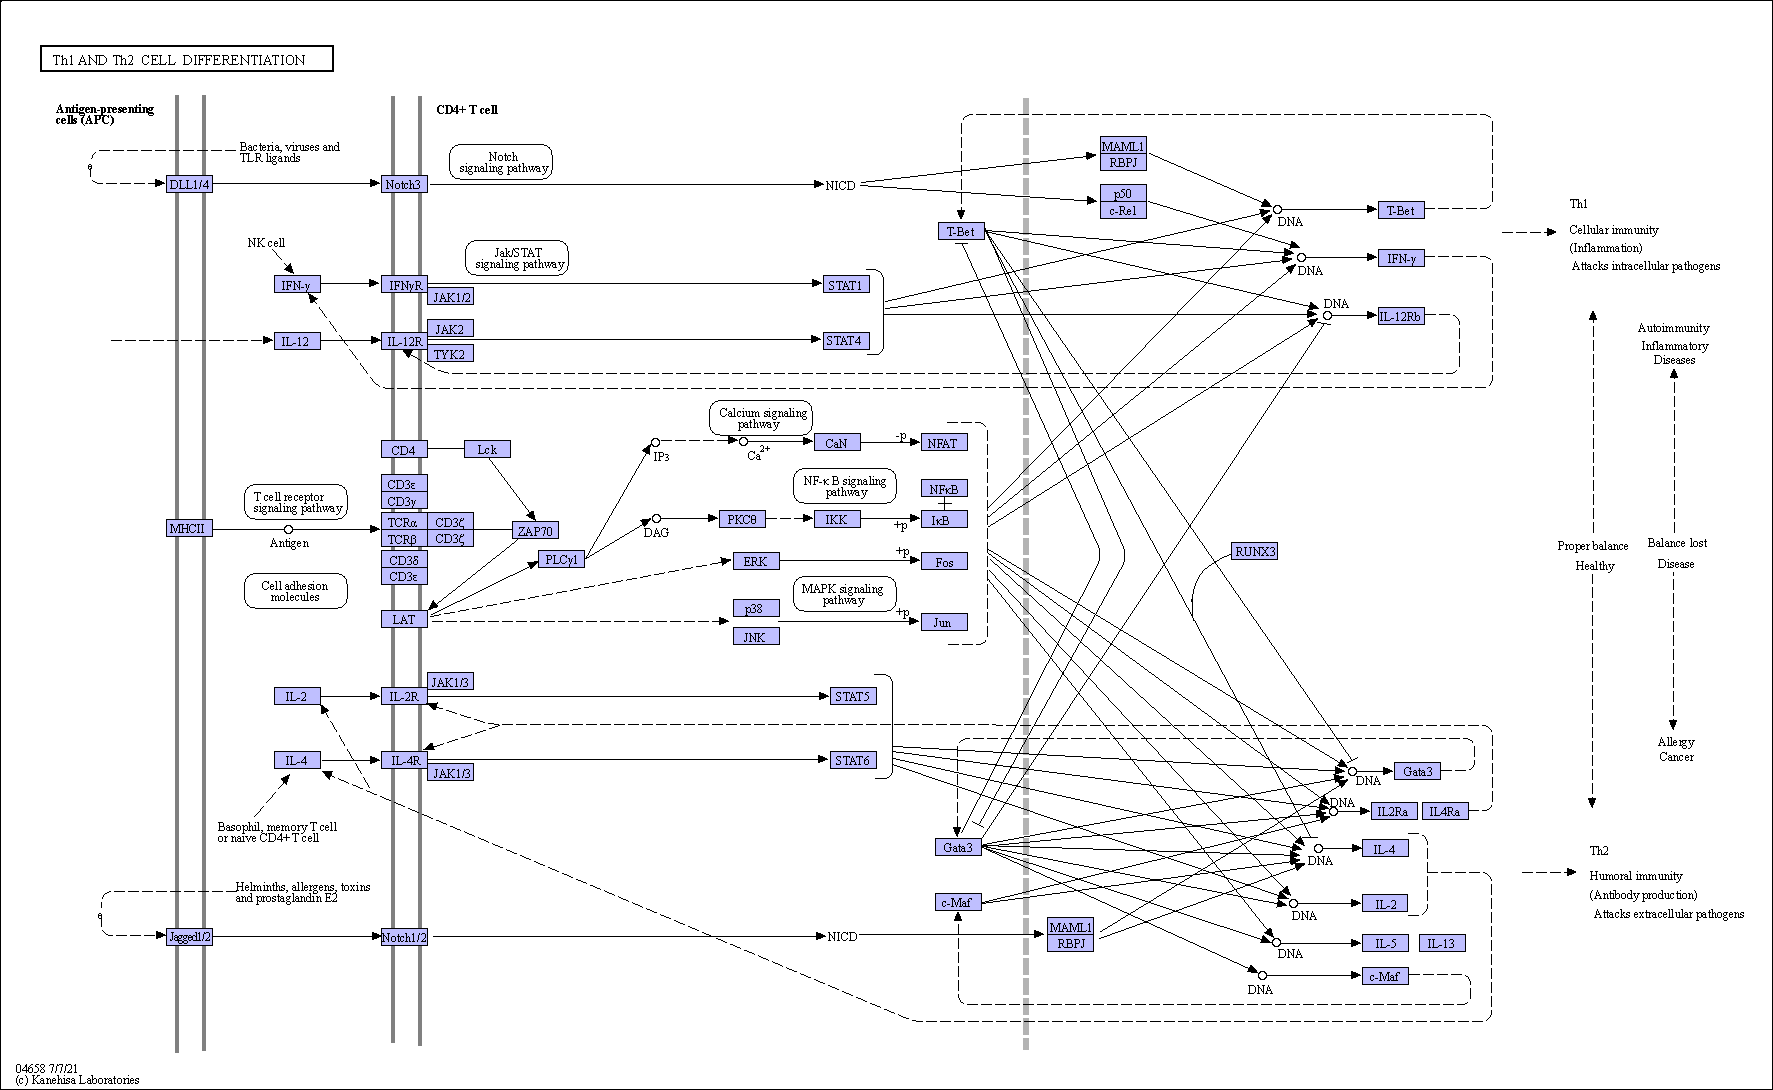 Th1 AND Th2 CELL DIFFERENTIATION
Antigen-presenting
cells (APC)
CD4+ T cell
Bacteria, viruses and
TLR ligands
e
DLL1/4
Notch3
Notch
signaling pathway
NICD
MAML1
RBPJ
p50
c-Rel
DNA
T-Bet
T-Bet
Th1
Cellular immunity
(Inflammation)
Attacks intracellular pathogens
NK cell
Jak/STAT
signaling pathway
IFN-γ
IFNγR
JAK1/2
STAT1
DNA
IFN-γ
IL-12
IL-12R
JAK2
TYK2
STAT4
DNA
IL-12Rb
Autoimmunity
Inflammatory
Diseases
Calcium signaling
pathway
CD4
Lck
IP3
Ca2+
CaN
-p
NFAT
CD3ε
CD3γ
T cell receptor
signaling pathway
NF-κB signaling
pathway
NFκB
MHCII
Antigen
TCRα
CD3ζ
TCRβ
CD3ζ
ZAP70
DAG
PKCθ
IKK
+p
IκB
CD3δ
CD3ε
PLCγ1
ERK
+p
Fos
RUNX3
Proper balance
Healthy
Balance lost
Disease
Cell adhesion
molecules
MAPK signaling
pathway
LAT
p38
JNK
+p
Jun
IL-2
IL-2R
JAK1/3
STAT5
IL-4
IL-4R
JAK1/3
STAT6
Allergy
Cancer
DNA
Gata3
DNA
IL2Ra
IL4Ra
Basophil, memory T cell
or naive CD4+ T cell
Gata3
DNA
IL-4
Th2
Humoral immunity
(Antibody production)
Attacks extracellular pathogens
Helminths, allergens, toxins
and prostaglandin E2
e
c-Maf
DNA
IL-2
Jagged1/2
Notch1/2
NICD
MAML1
RBPJ
DNA
IL-5
IL-13
DNA
c-Maf
04658 7/7/21
(c) Kanehisa Laboratories